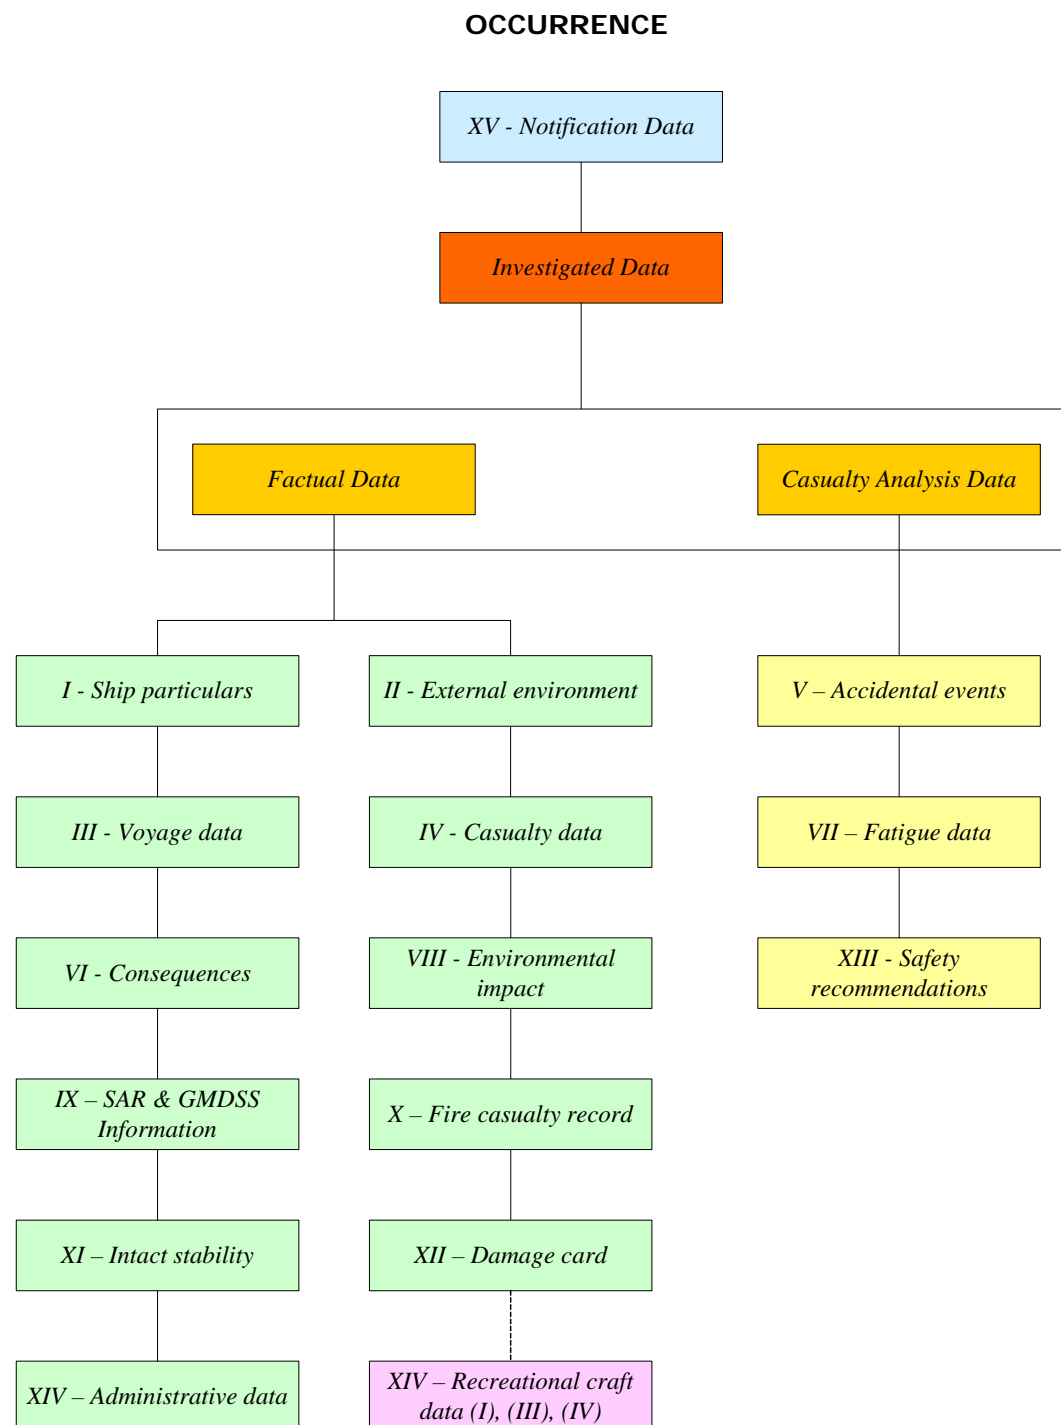 OCCURRENCE
XV - Notification Data
Investigated Data
Factual Data
Casualty Analysis Data
I - Ship particulars
II - External environment
V – Accidental events
III - Voyage data
IV - Casualty data
VII – Fatigue data
VI - Consequences
VIII - Environmental
impact
XIII - Safety
recommendations
IX – SAR & GMDSS
Information
X – Fire casualty record
XI – Intact stability
XII – Damage card
XIV – Administrative data
XIV – Recreational craft
data (I), (III), (IV)